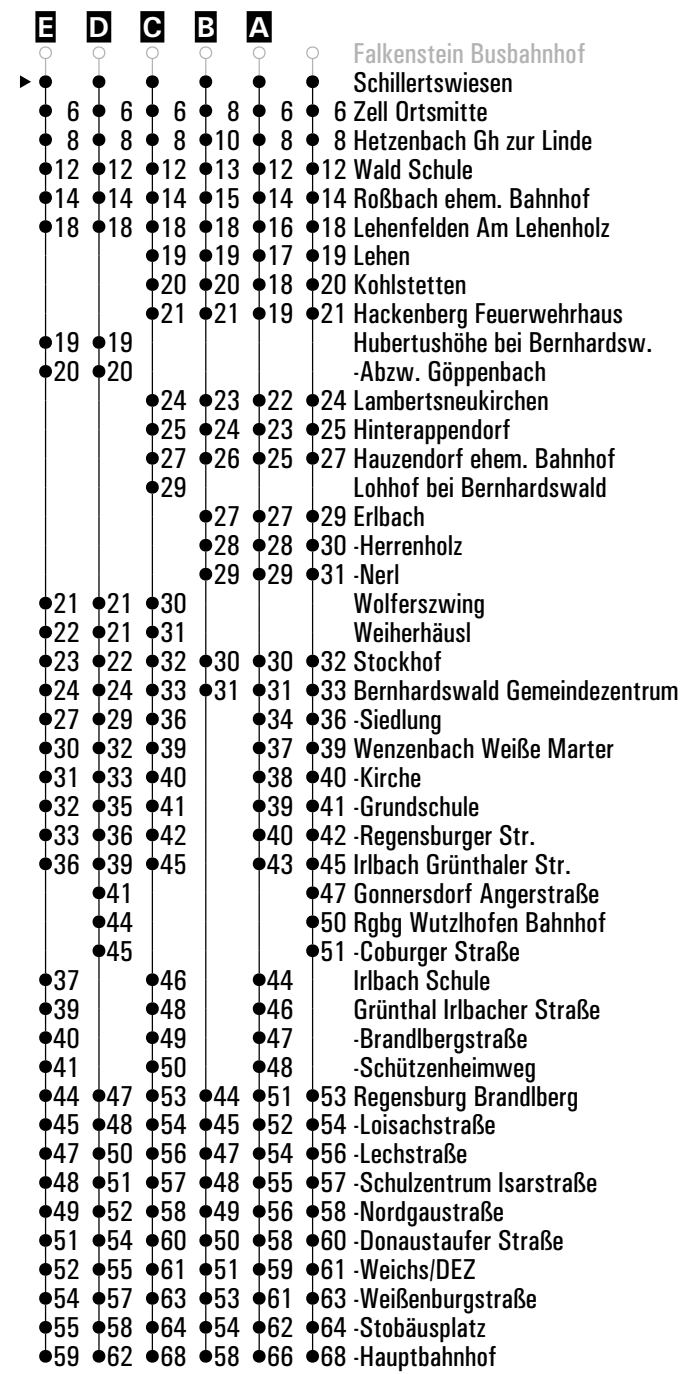 E D C B A
Falkenstein Busbahnhof
Schillertswiesen
6 6 6 8 6 6 Zell Ortsmitte
8 8 8 10 8 8 Hetzenbach Gh zur Linde
12 12 12 13 12 12 Wald Schule
14 14 14 15 14 14 Roßbach ehem. Bahnhof
18 18 18 18 16 18 Lehenfelden Am Lehenholz
19 19 17 19 Lehen
20 20 18 20 Kohlstetten
21 21 19 21 Hackenberg Feuerwehrhaus
19 19 Hubertushöhe bei Bernhardsw.
20 20 -Abzw. Göppenbach
24 23 22 24 Lambertsneukirchen
25 24 23 25 Hinterappendorf
27 26 25 27 Hauzendorf ehem. Bahnhof
29 Lohhof bei Bernhardswald
27 27 29 Erlbach
28 28 30 -Herrenholz
29 29 31 -Nerl
21 21 30 Wolferszwing
22 21 31 Weiherhäusl
23 22 32 30 30 32 Stockhof
24 24 33 31 31 33 Bernhardswald Gemeindezentrum
27 29 36 34 36 -Siedlung
30 32 39 37 39 Wenzenbach Weiße Marter
31 33 40 38 40 -Kirche
32 35 41 39 41 -Grundschule
33 36 42 40 42 -Regensburger Str.
36 39 45 43 45 Irlbach Grünthaler Str.
41 47 Gonnersdorf Angerstraße
44 50 Rgbg Wutzlhofen Bahnhof
45 51 -Coburger Straße
37 46 44 Irlbach Schule
39 48 46 Grünthal Irlbacher Straße
40 49 47 -Brandlbergstraße
41 50 48 -Schützenheimweg
44 47 53 44 51 53 Regensburg Brandlberg
45 48 54 45 52 54 -Loisachstraße
47 50 56 47 54 56 -Lechstraße
48 51 57 48 55 57 -Schulzentrum Isarstraße
49 52 58 49 56 58 -Nordgaustraße
51 54 60 50 58 60 -Donaustaufer Straße
52 55 61 51 59 61 -Weichs/DEZ
54 57 63 53 61 63 -Weißenburgstraße
55 58 64 54 62 64 -Stobäusplatz
59 62 68 58 66 68 -Hauptbahnhof